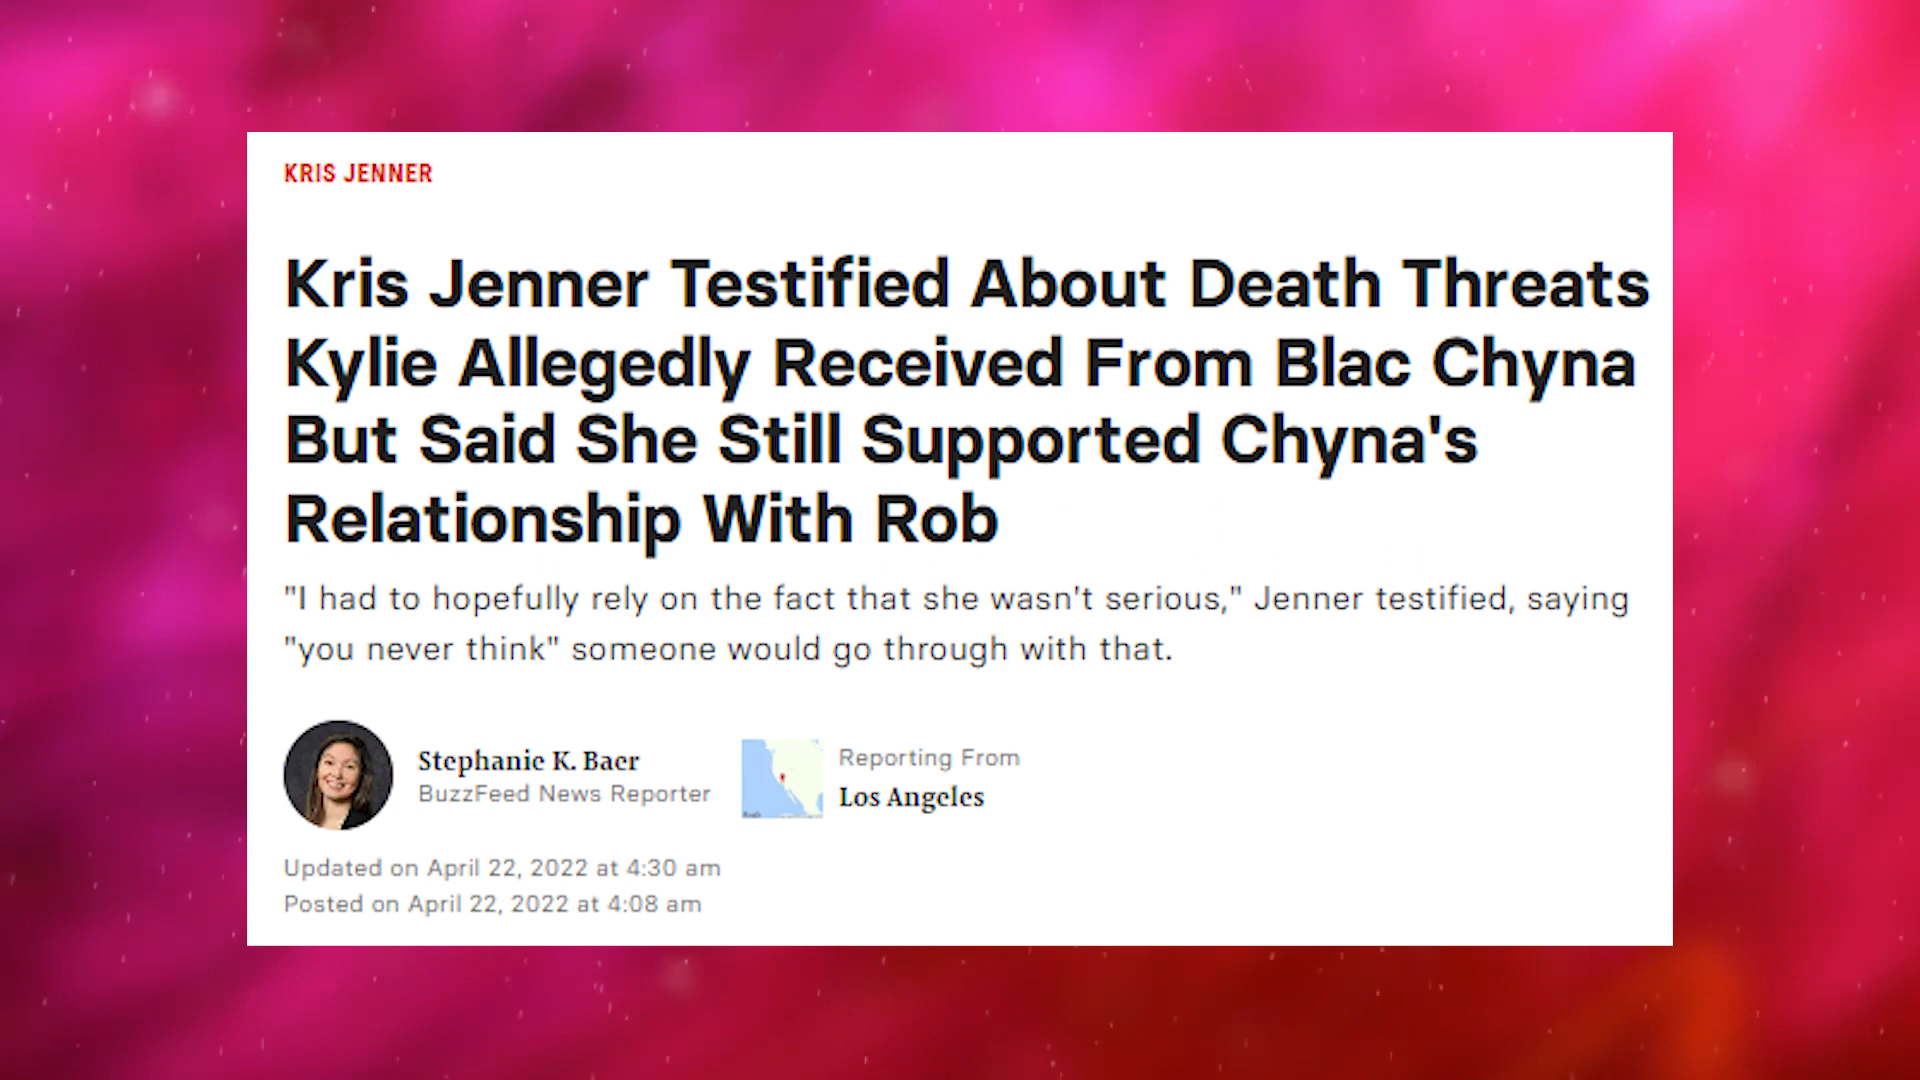 KRIS JENNER
Kris Jenner Testified About Death Threats
Kylie Allegedly Received From Blac Chyna
But Said She Still Supported Chyna's
Relationship With Rob
"I had to hopefully rely on the fact that she wasn't serious," Jenner testified, saying
"you never think" someone would go through with that.
Stephanie K. Baer
BuzzFeed News Reporter
Reporting From
Los Angeles
Updated on April 22, 2022 at 4:30 am
Posted on April 22, 2022 at 4:08 am